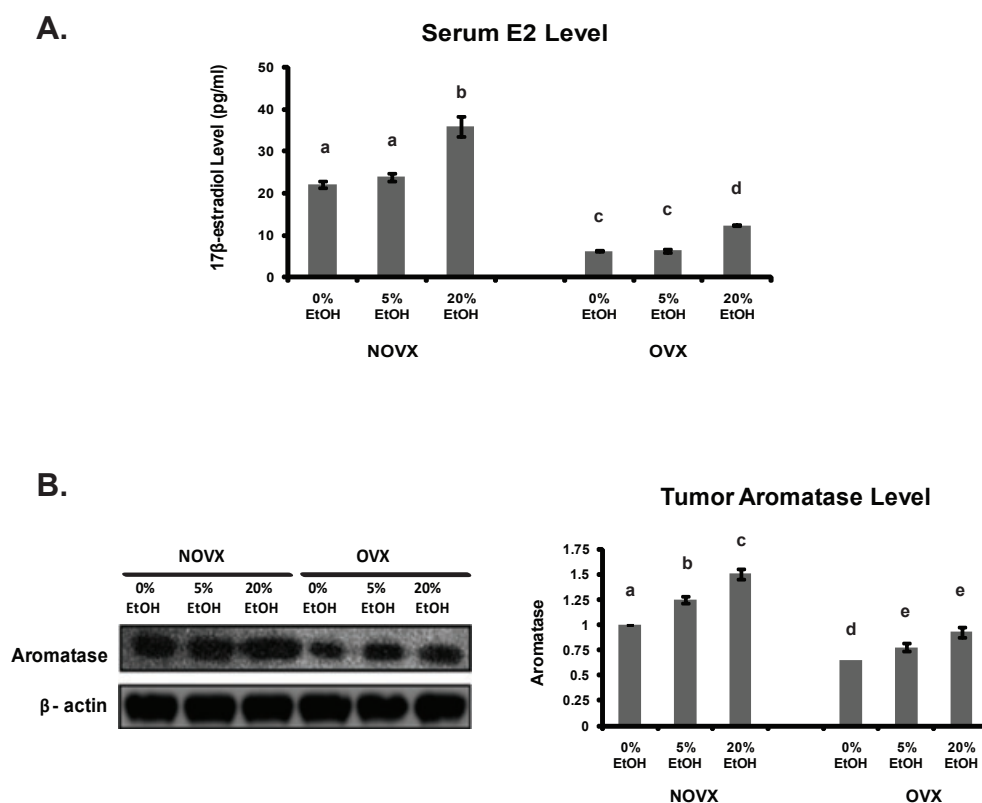 A.
Serum E2 Level
17β-estradiol Level (pg/ml)
50
40
30
20
10
0
a
a
b
c
c
d
0% 5% 20% 0% 5% 20%
EtOH EtOH EtOH EtOH EtOH EtOH
NOVX OVX
B.
NOVX OVX
0% 5% 20% 0% 5% 20%
EtOH EtOH EtOH EtOH EtOH EtOH
Aromatase
β- actin
Tumor Aromatase Level
Aromatase
1.75
1.5
1.25
1
0.75
0.5
0.25
0
a
b
c
d
e
e
0% 5% 20% 0% 5% 20%
EtOH EtOH EtOH EtOH EtOH EtOH
NOVX OVX